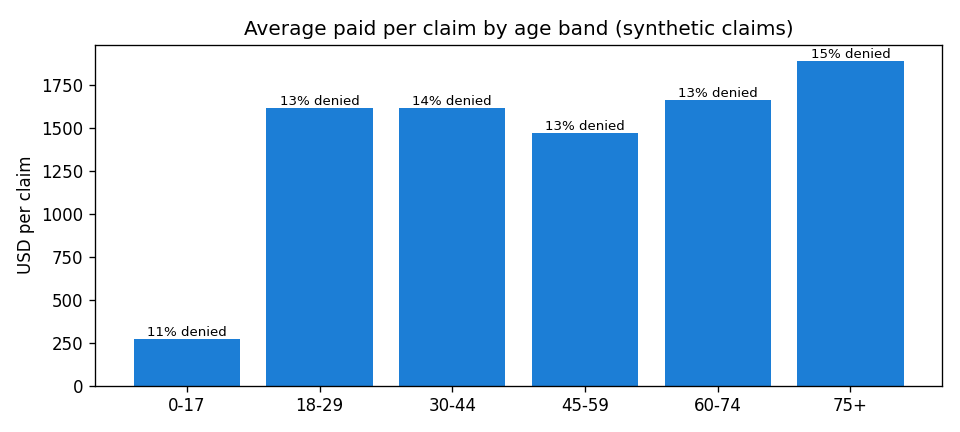 Average paid per claim by age band (synthetic claims)
USD per claim
1750
1500
1250
1000
750
500
250
0
11% denied
13% denied
14% denied
13% denied
13% denied
15% denied
0-17
18-29
30-44
45-59
60-74
75+